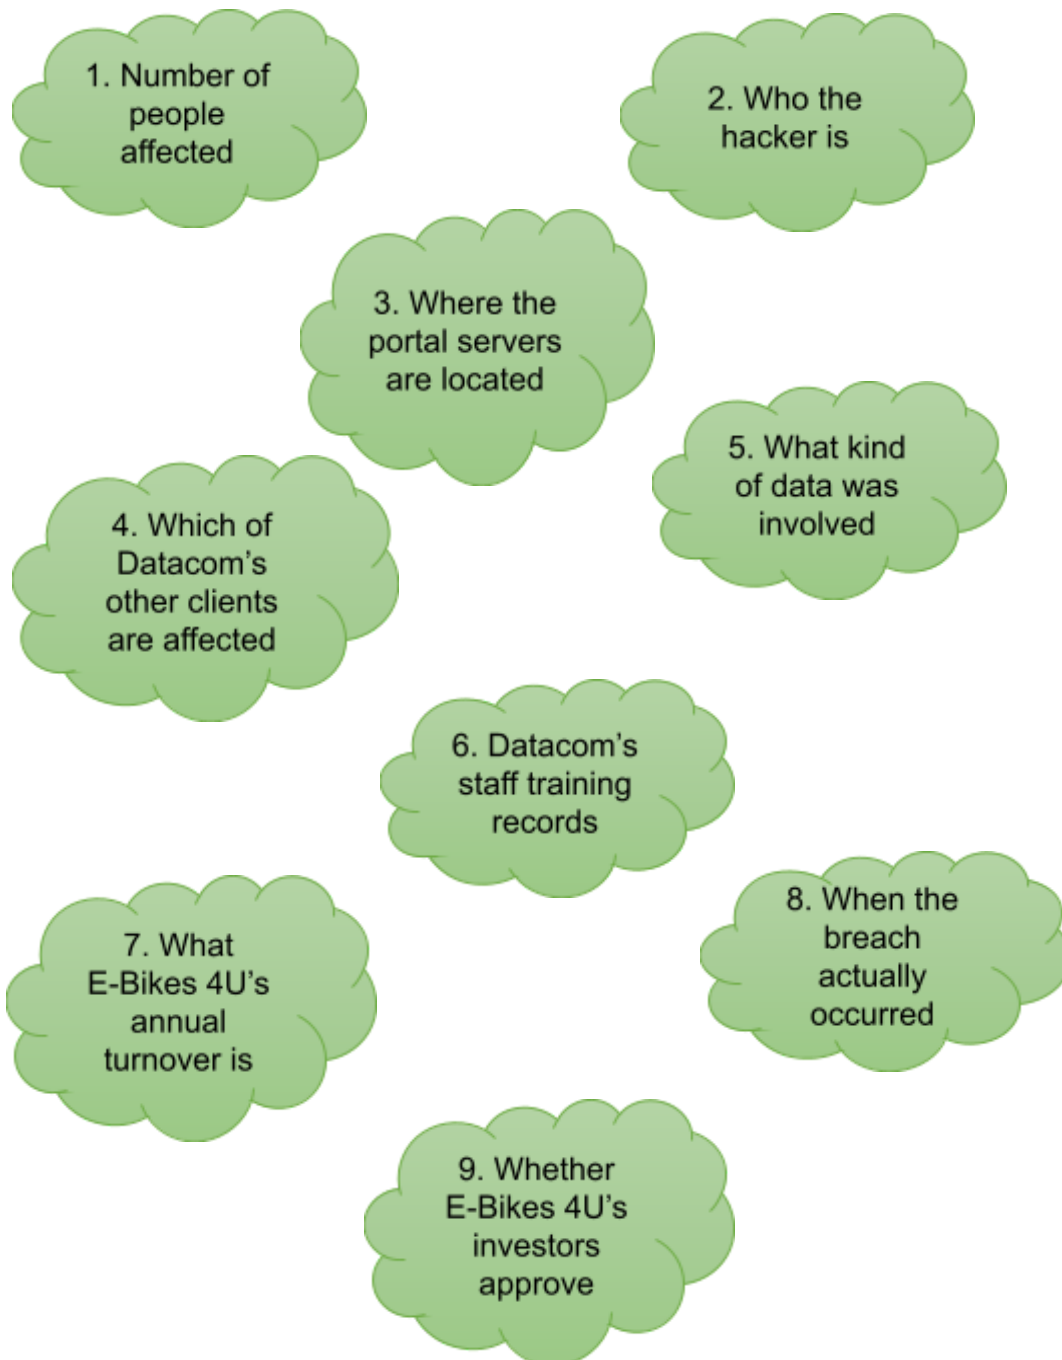 1. Number of
people
affected
2. Who the
hacker is
3. Where the
portal servers
are located
4. Which of
Datacom's
other clients
are affected
5. What kind
of data was
involved
6. Datacom's
staff training
records
7. What
E-Bikes 4U's
annual
turnover is
8. When the
breach
actually
occurred
9. Whether
E-Bikes 4U's
investors
approve